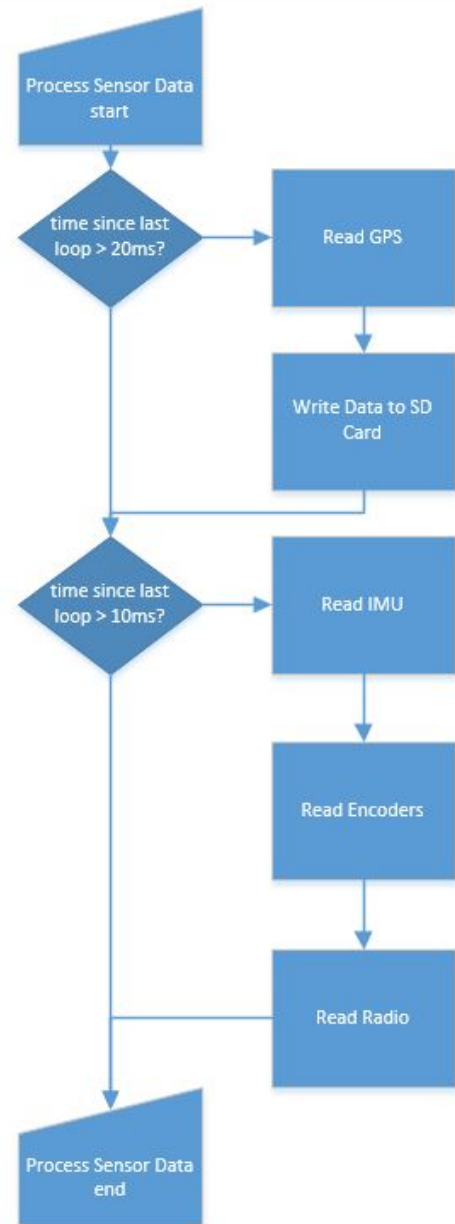 Process Sensor Data
start
time since last
loop > 20ms?
Read GPS
Write Data to SD
Card
time since last
loop > 10ms?
Read IMU
Read Encoders
Read Radio
Process Sensor Data
end